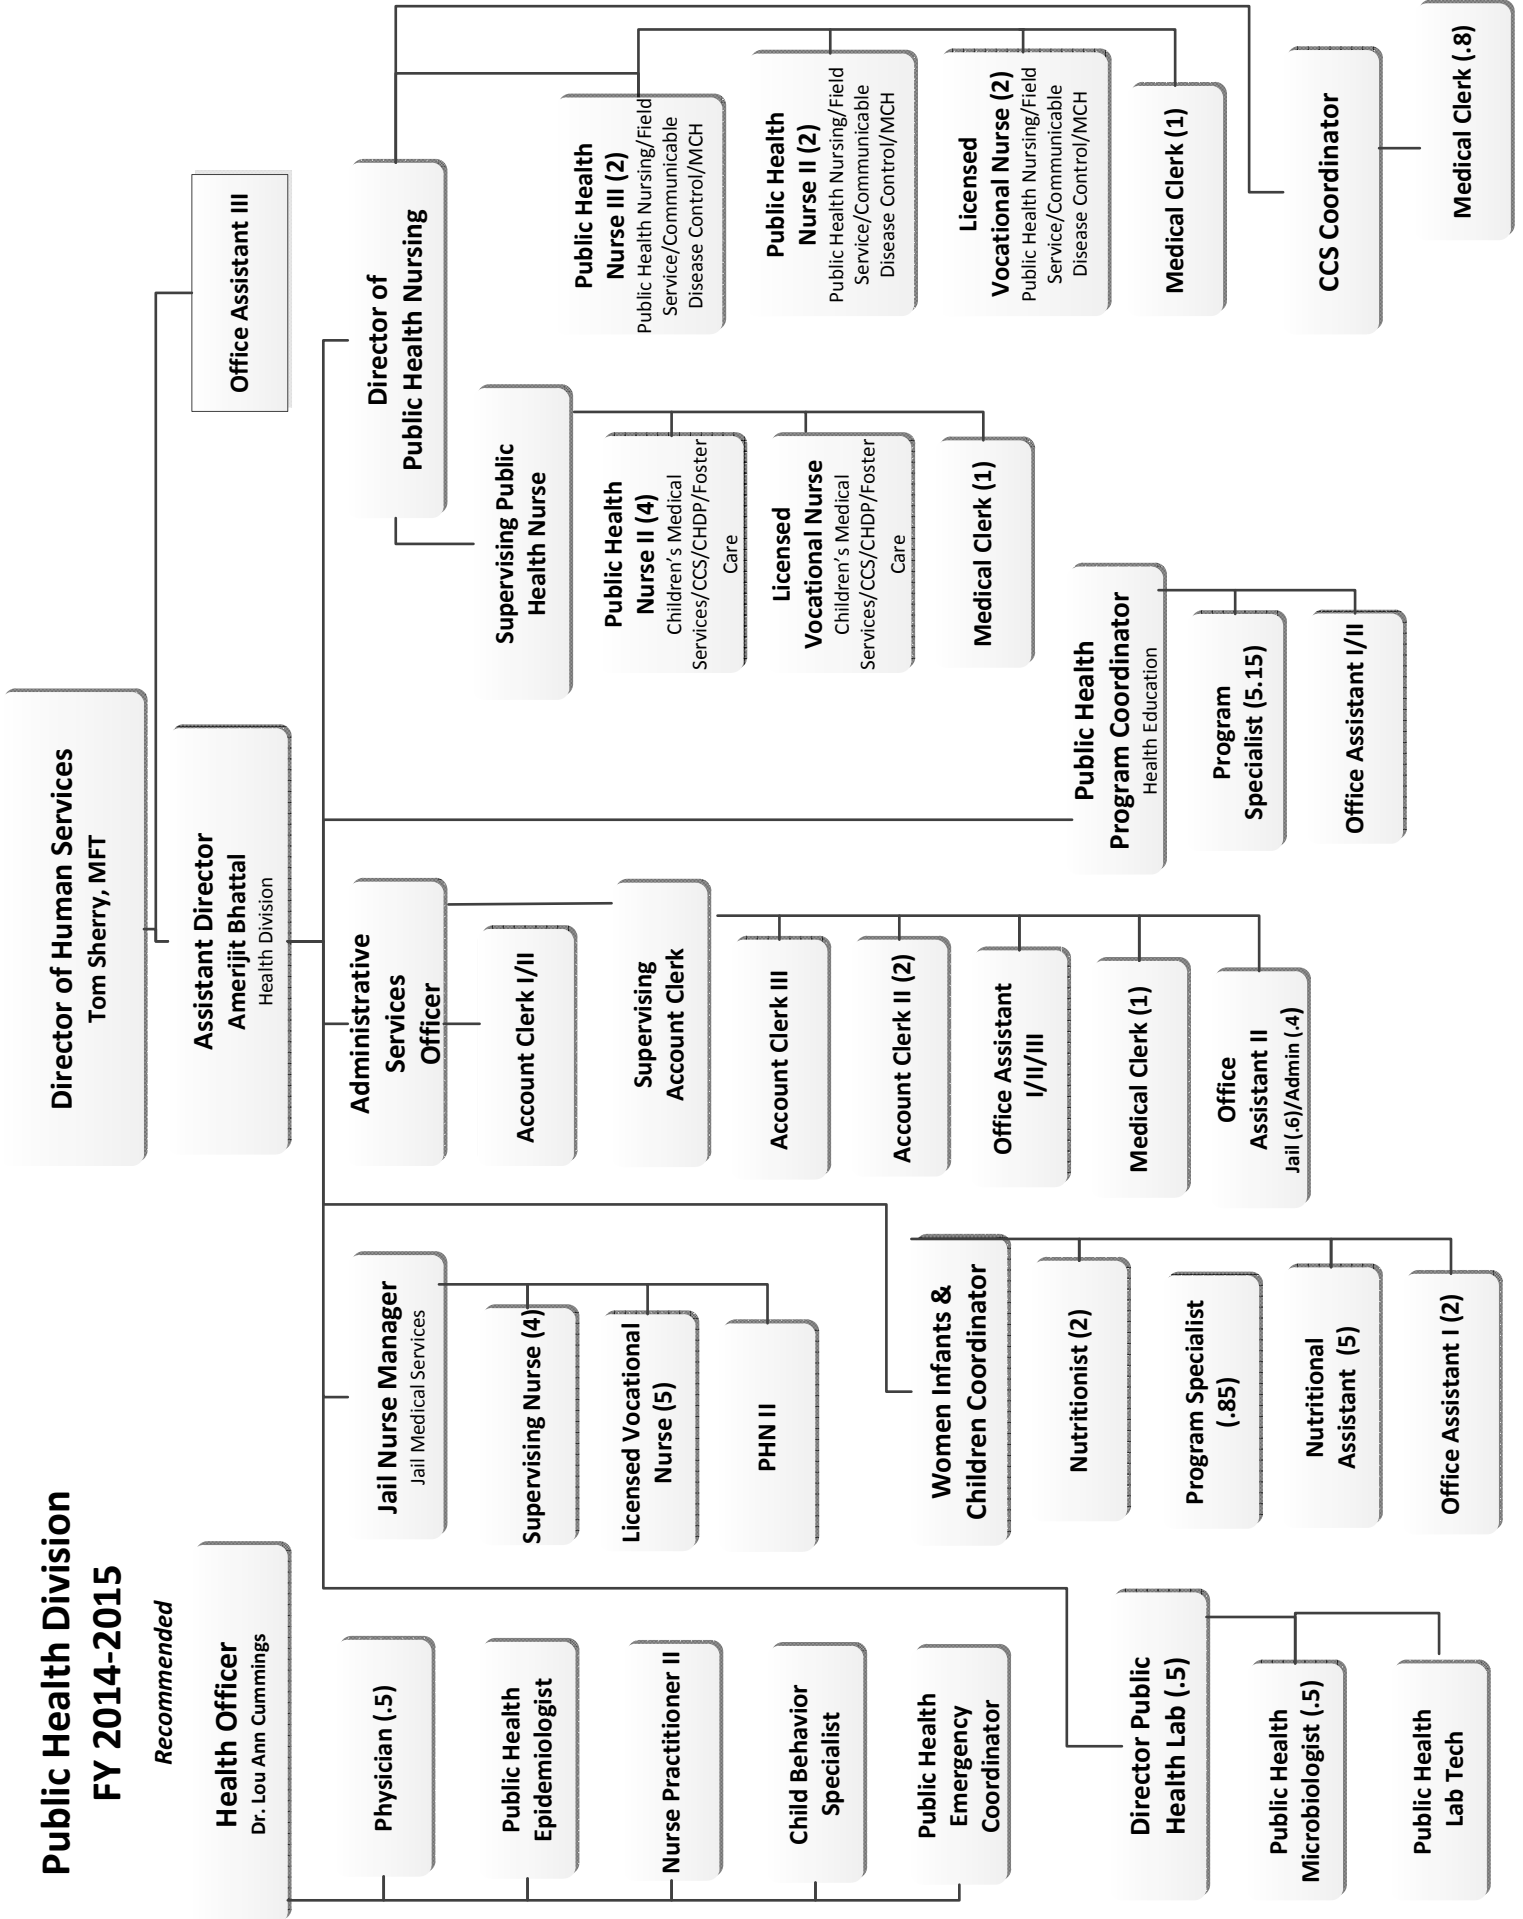 Public Health Division
FY 2014-2015
Recommended
Director of Human Services
Tom Sherry, MFT
Assistant Director
Amerijit Bhattal
Health Division
Office Assistant III
Health Officer
Dr. Lou Ann Cummings
Physician (.5)
Public Health
Epidemiologist
Nurse Practitioner II
Child Behavior
Specialist
Public Health
Emergency
Coordinator
Director Public
Health Lab (.5)
Public Health
Microbiologist (.5)
Public Health
Lab Tech
Jail Nurse Manager
Jail Medical Services
Supervising Nurse (4)
Licensed Vocational
Nurse (5)
PHN II
Women Infants &
Children Coordinator
Nutritionist (2)
Program Specialist
(.85)
Nutritional
Assistant (5)
Office Assistant I (2)
Administrative
Services
Officer
Account Clerk I/II
Supervising
Account Clerk
Account Clerk III
Account Clerk II (2)
Office Assistant
I/II/III
Medical Clerk (1)
Office
Assistant II
Jail (.6)/Admin (.4)
Public Health
Program Coordinator
Health Education
Program
Specialist (5.15)
Office Assistant I/II
Director of
Public Health Nursing
Supervising Public
Health Nurse
Public Health
Nurse II (4)
Children's Medical
Services/CCS/CHDP/Foster
Care
Licensed
Vocational Nurse
Children's Medical
Services/CCS/CHDP/Foster
Care
Medical Clerk (1)
Public Health
Nurse III (2)
Public Health Nursing/Field
Service/Communicable
Disease Control/MCH
Public Health
Nurse II (2)
Public Health Nursing/Field
Service/Communicable
Disease Control/MCH
Licensed
Vocational Nurse (2)
Public Health Nursing/Field
Service/Communicable
Disease Control/MCH
Medical Clerk (1)
CCS Coordinator
Medical Clerk (.8)